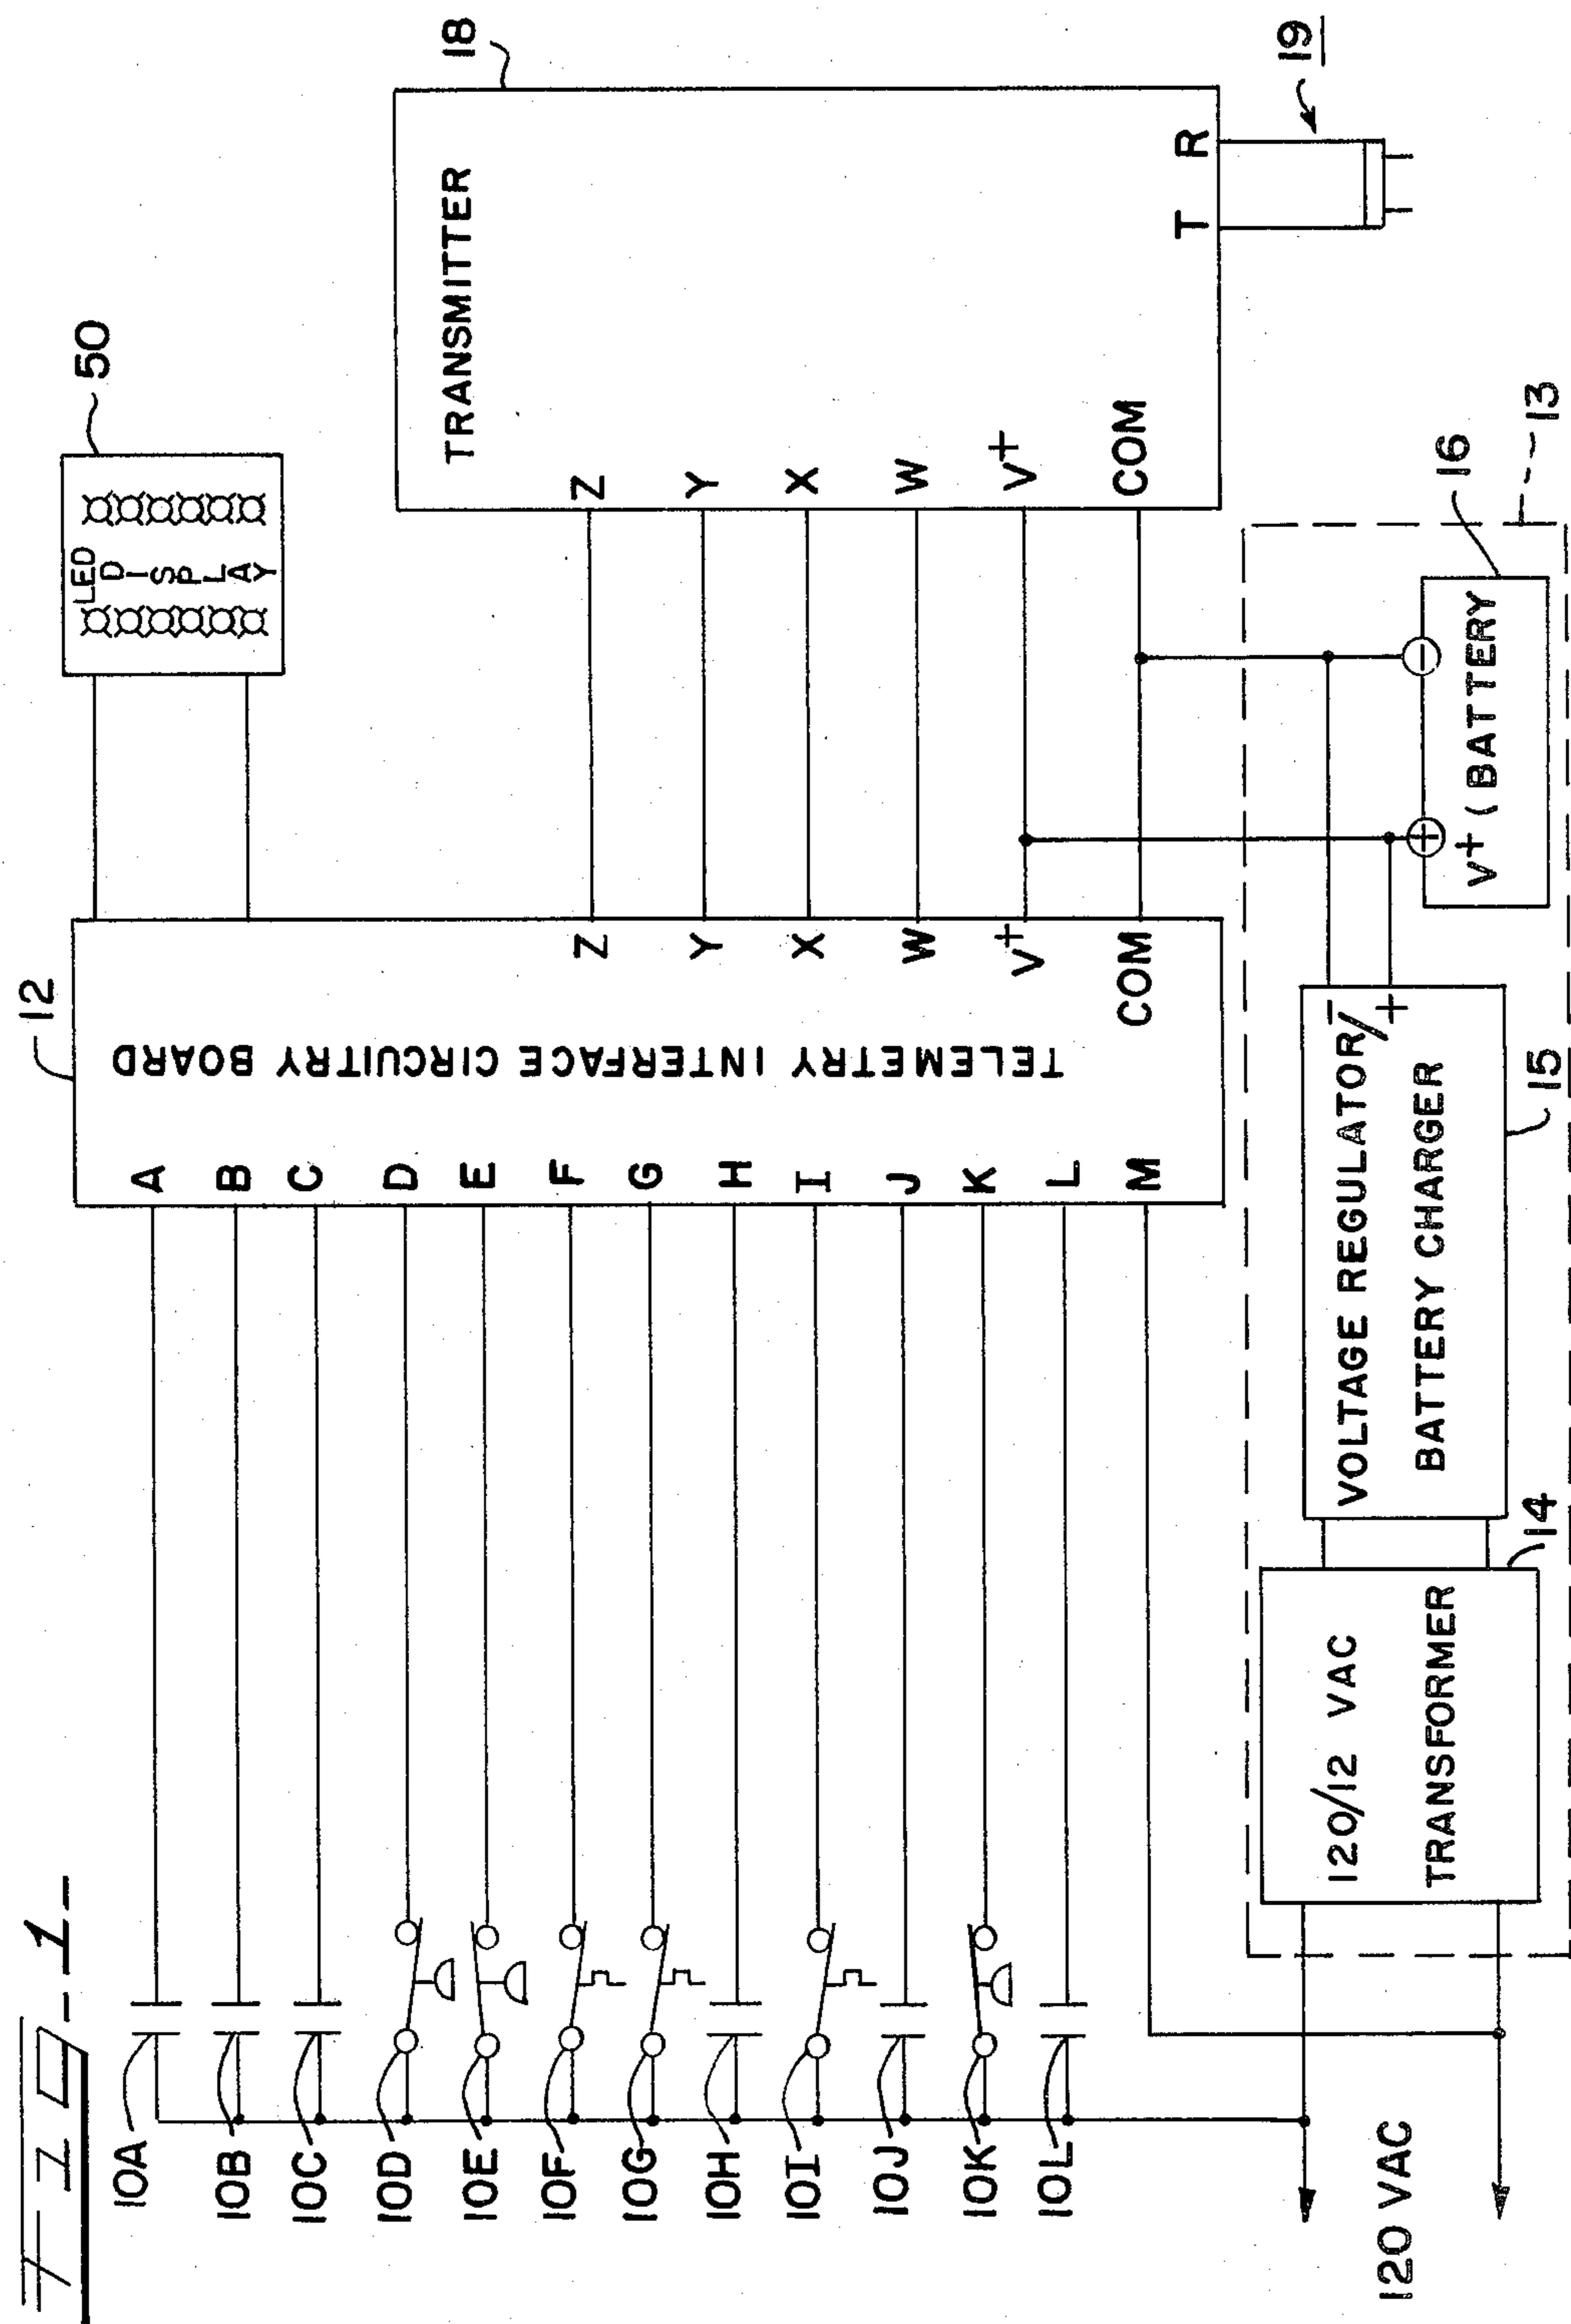 FIG-1-
10A
10B
10C
10D
10E
10F
10G
10H
10I
10J
10K
10L
120 VAC
12
A
B
C
D
E
F
G
H
I
J
K
L
M
TELEMETRY INTERFACE CIRCUITRY BOARD
Z
Y
X
W
V+
COM
50
LED
DISPLAY
18
TRANSMITTER
Z
Y
X
W
V+
COM
T R
19
13
120/12 VAC
TRANSFORMER
14
VOLTAGE REGULATOR/
BATTERY CHARGER
- +
15
+ -
V+ (BATTERY
16